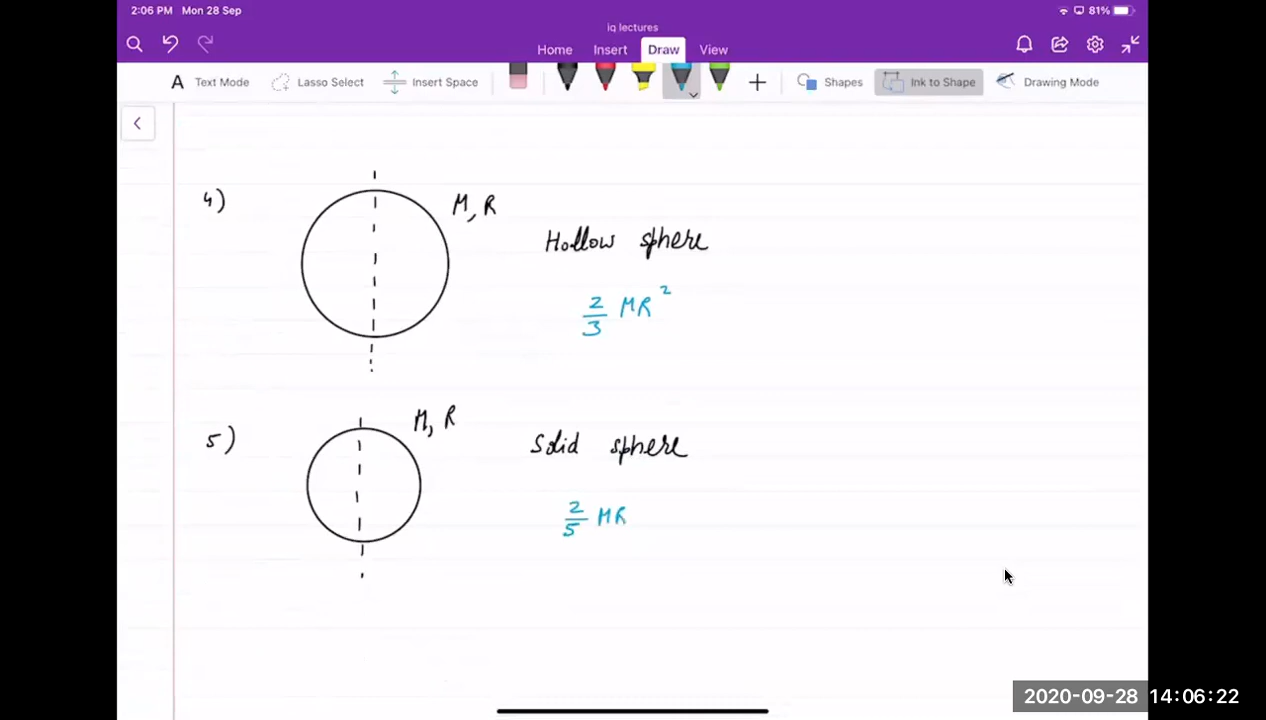 2:06 PM Mon 28 Sep
81%
iq lectures
Home Insert Draw View
Text Mode Lasso Select Insert Space Shapes Ink to Shape Drawing Mode
4)
M, R
Hollow sphere
2/3 MR²
5)
M, R
Solid sphere
2/5 MR
2020-09-28 14:06:22